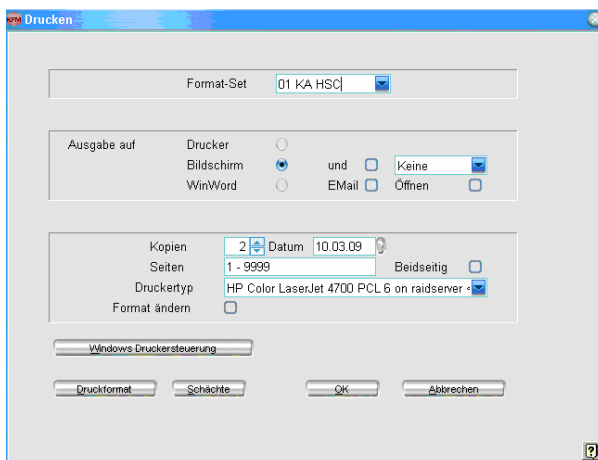 KFM Drucken
Format-Set 01 KA HSC
Ausgabe auf Drucker
Bildschirm und Keine
WinWord EMail Öffnen
Kopien 2 Datum 10.03.09
Seiten 1 - 9999 Beidseitig
Druckertyp HP Color LaserJet 4700 PCL 6 on raidserver <
Format ändern
Windows Druckersteuerung
Druckformat Schächte OK Abbrechen
?